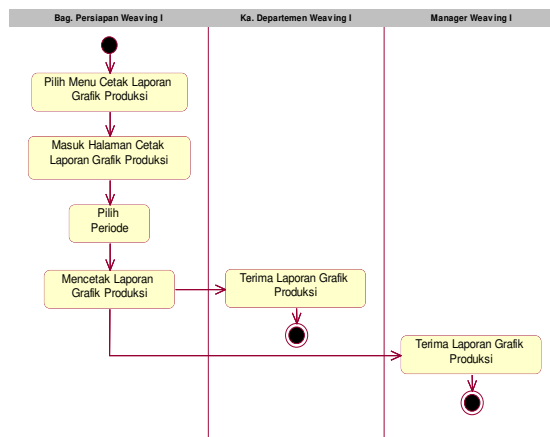 Bag. Persiapan Weaving I
Ka. Departemen Weaving I
Manager Weaving I
Pilih Menu Cetak Laporan
Grafik Produksi
Masuk Halaman Cetak
Laporan Grafik Produksi
Pilih
Periode
Mencetak Laporan
Grafik Produksi
Terima Laporan Grafik
Produksi
Terima Laporan Grafik
Produksi